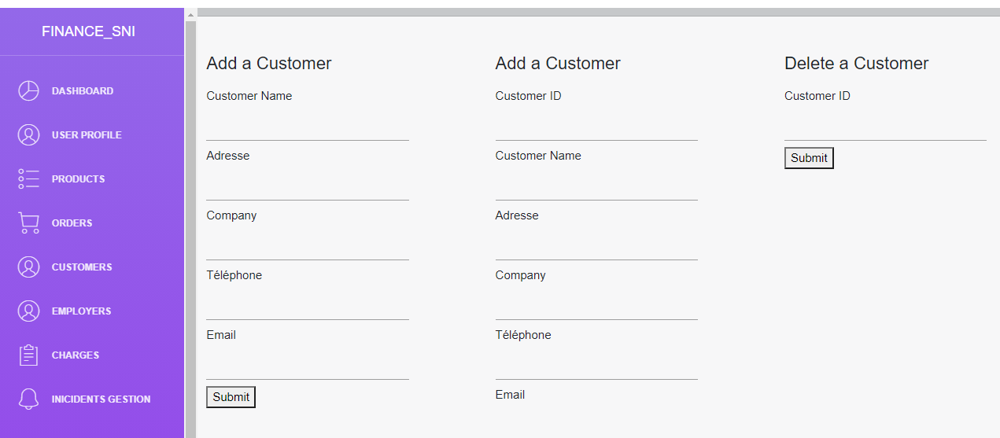 FINANCE_SNI
DASHBOARD
USER PROFILE
PRODUCTS
ORDERS
CUSTOMERS
EMPLOYERS
CHARGES
INICIDENTS GESTION
Add a Customer
Customer Name
Adresse
Company
Téléphone
Email
Submit
Add a Customer
Customer ID
Customer Name
Adresse
Company
Téléphone
Email
Delete a Customer
Customer ID
Submit